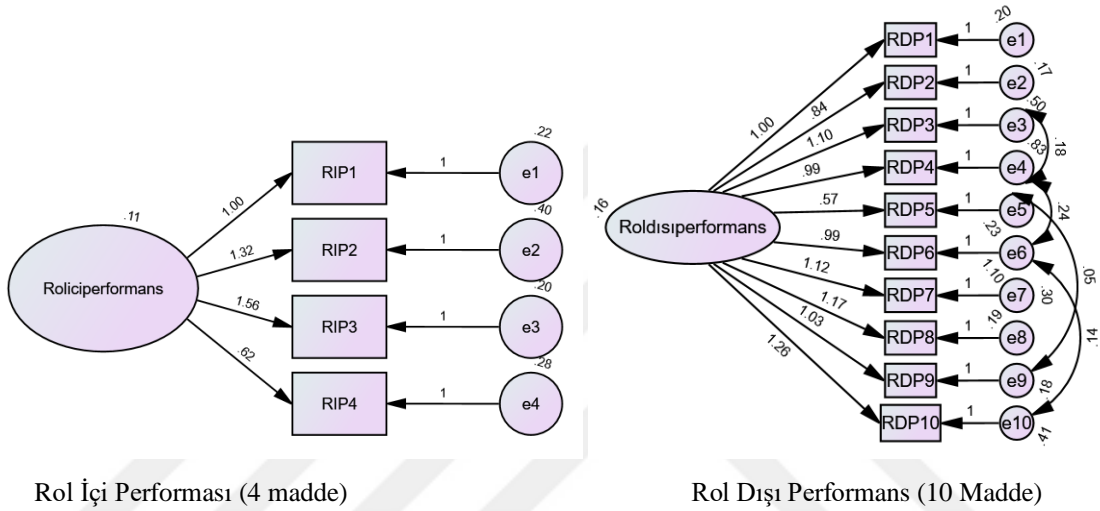 .22
RIP1 1 e1
1.00
.40
.11
RIP2 1 e2
1.32
Roliciperformans
.20
1.56
RIP3 1 e3
.62
.28
RIP4 1 e4
Rol İçi Performası (4 madde)
.20
RDP1 1 e1
.17
RDP2 1 e2
.84
1.00
.50
RDP3 1 e3
1.10
.83
.18
RDP4 1 e4
.99
.16
.57
RDP5 1 e5
.24
Roldısıperformans
.23
.99
RDP6 1 e6
1.10
.05
1.12
RDP7 1 e7
.30
1.17
.19
RDP8 1 e8
.14
1.03
RDP9 1 e9
1.26
.18
RDP10 1 e10
.41
Rol Dışı Performans (10 Madde)